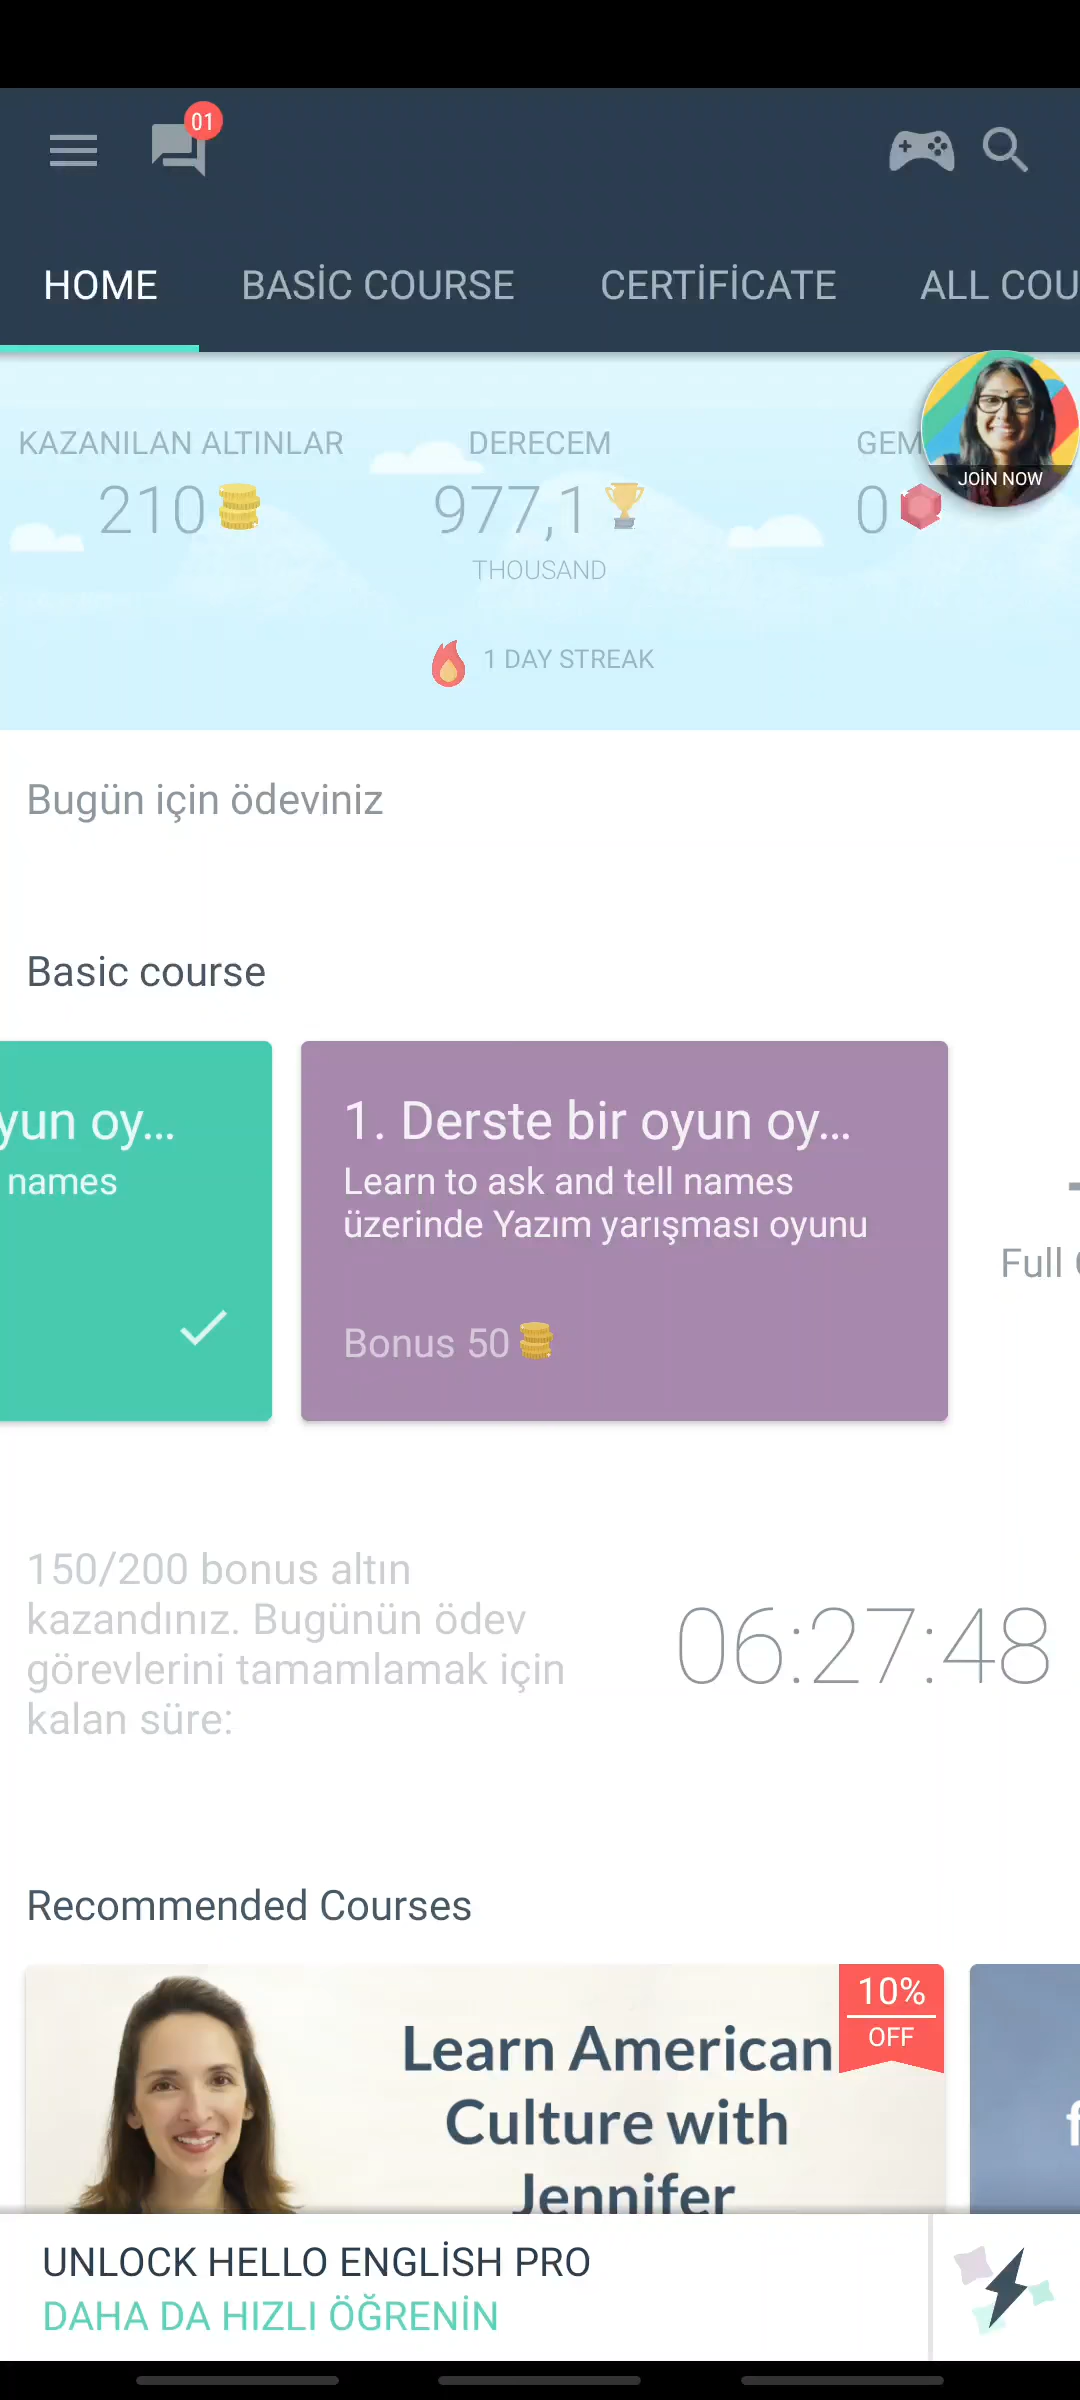 01
HOME
BASİC COURSE
CERTİFİCATE
ALL COU
KAZANILAN ALTINLAR
DERECEM
GEM
JOİN NOW
210
977,1
0
THOUSAND
1 DAY STREAK
Bugün için ödeviniz
Basic course
yun oy...
names
1. Derste bir oyun oy...
Learn to ask and tell names
üzerinde Yazım yarışması oyunu
Bonus 50
Full
150/200 bonus altın
kazandınız. Bugünün ödev
görevlerini tamamlamak için
kalan süre:
06:27:48
Recommended Courses
10%
OFF
Learn American
Culture with
Jennifer
f
UNLOCK HELLO ENGLİSH PRO
DAHA DA HIZLI ÖĞRENİN